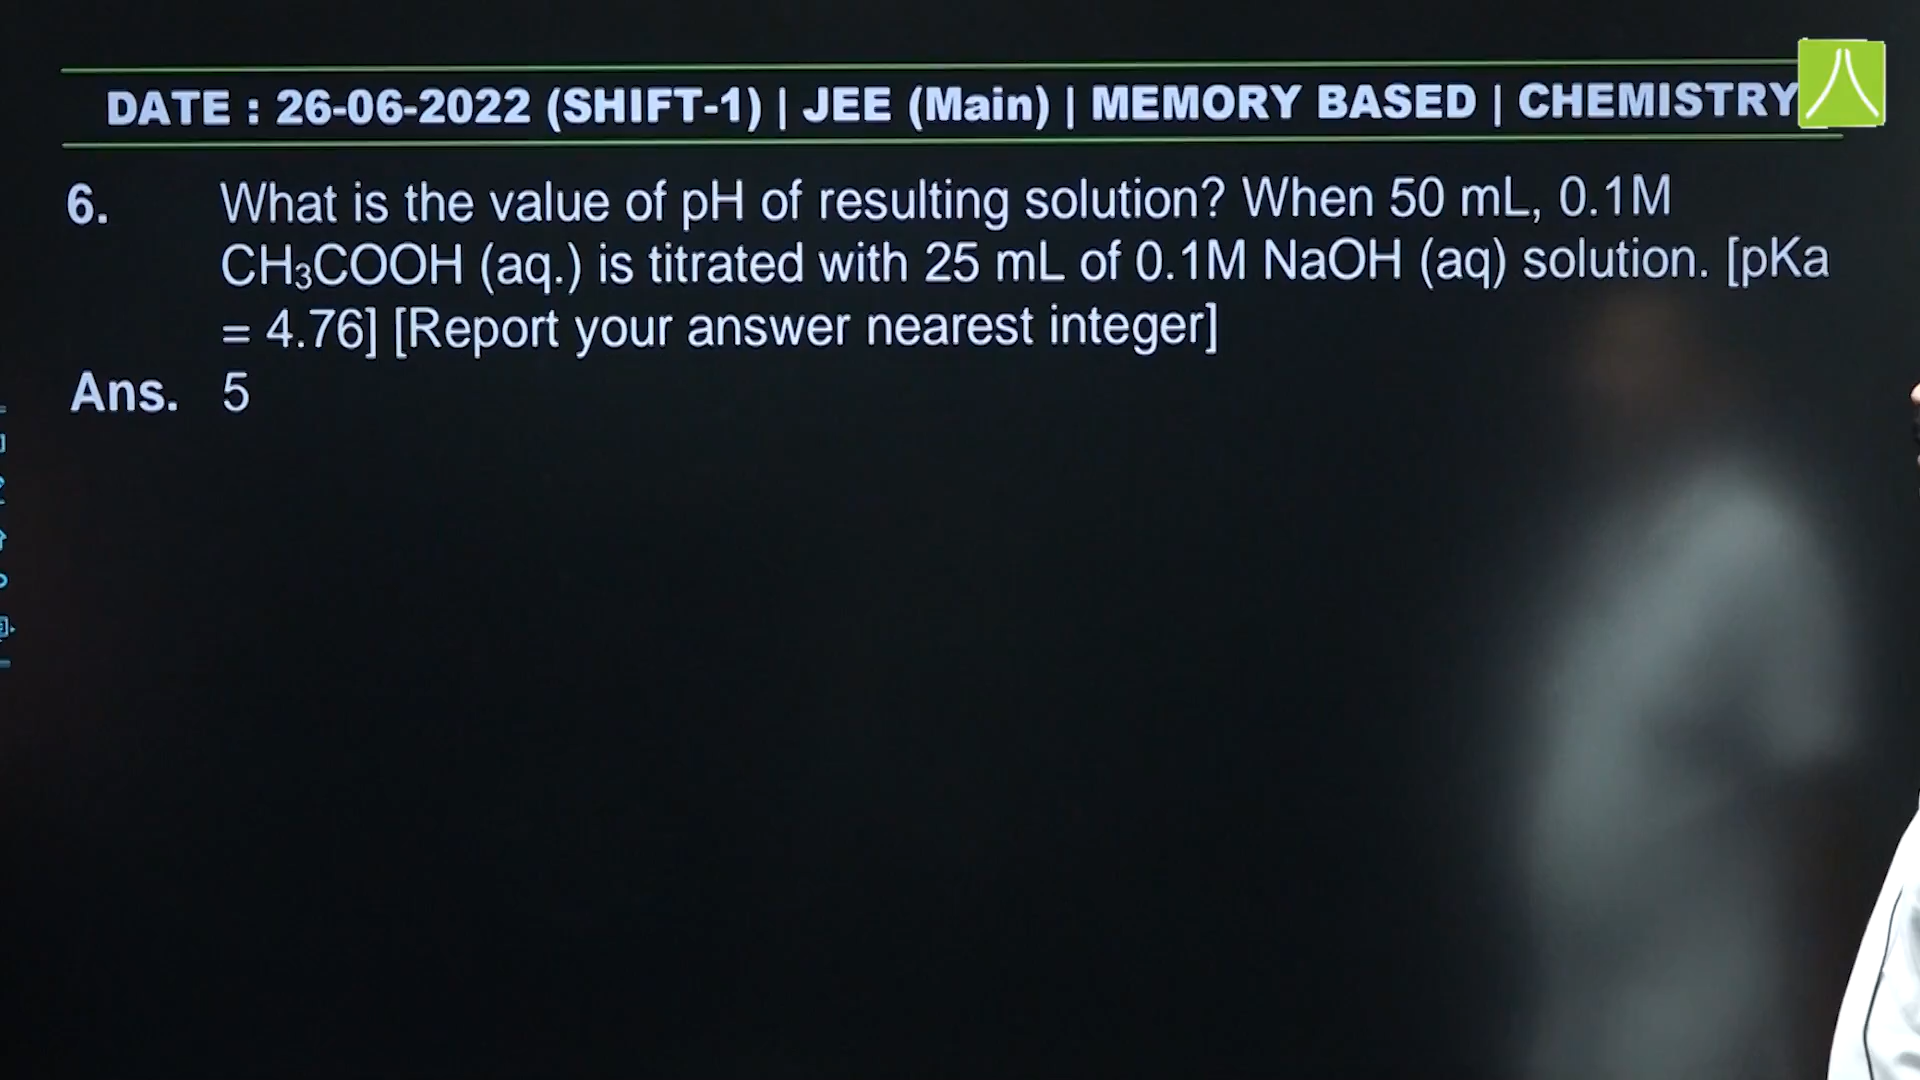 DATE : 26-06-2022 (SHIFT-1) | JEE (Main) | MEMORY BASED | CHEMISTRY
6. What is the value of pH of resulting solution? When 50 mL, 0.1M
CH₃COOH (aq.) is titrated with 25 mL of 0.1M NaOH (aq) solution. [pKa
= 4.76] [Report your answer nearest integer]
Ans. 5